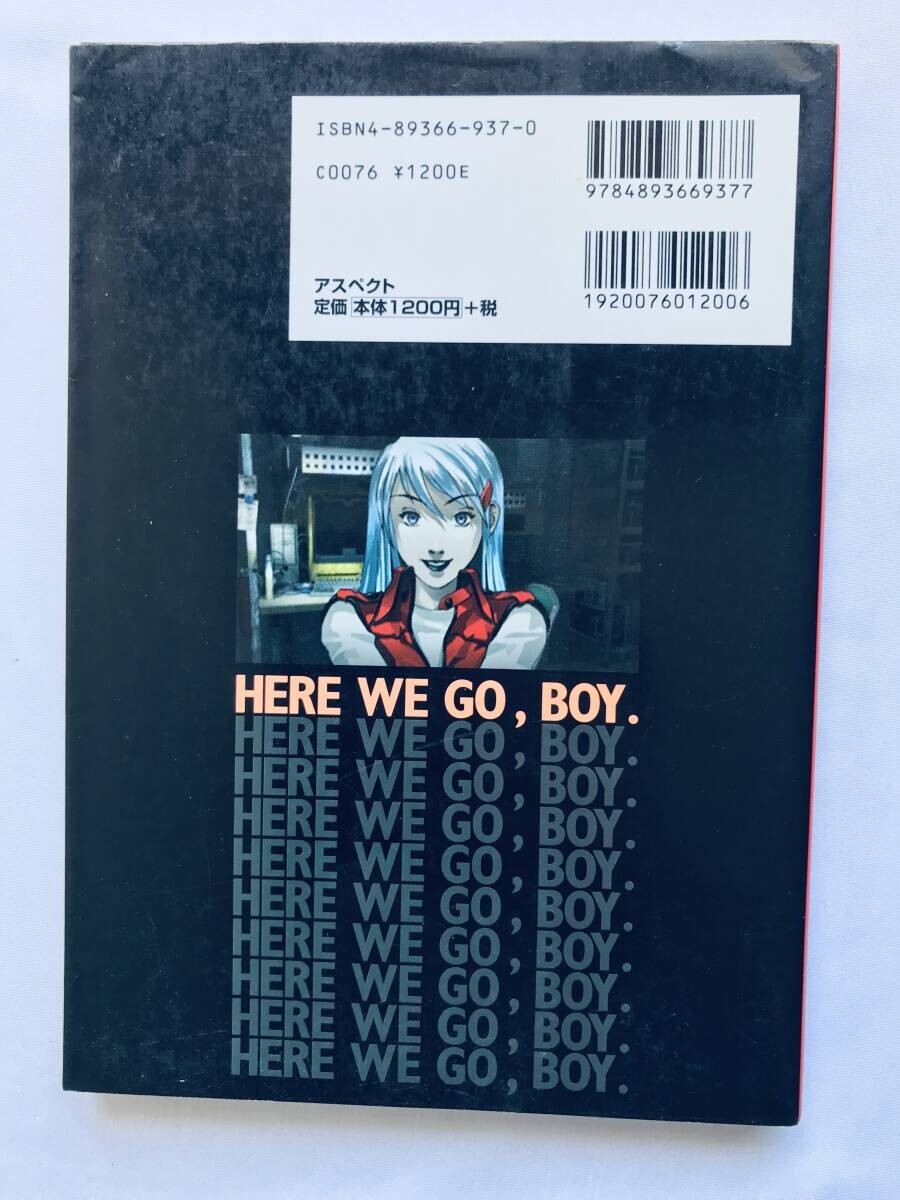 ISBN4-89366-937-0
C0076 ¥1200E
9784893669377
1920076012006
アスペクト
定価 本体1200円+税
HERE WE GO, BOY.
HERE WE GO, BOY.
HERE WE GO, BOY.
HERE WE GO, BOY.
HERE WE GO, BOY.
HERE WE GO, BOY.
HERE WE GO, BOY.
HERE WE GO, BOY.
HERE WE GO, BOY.
HERE WE GO, BOY.